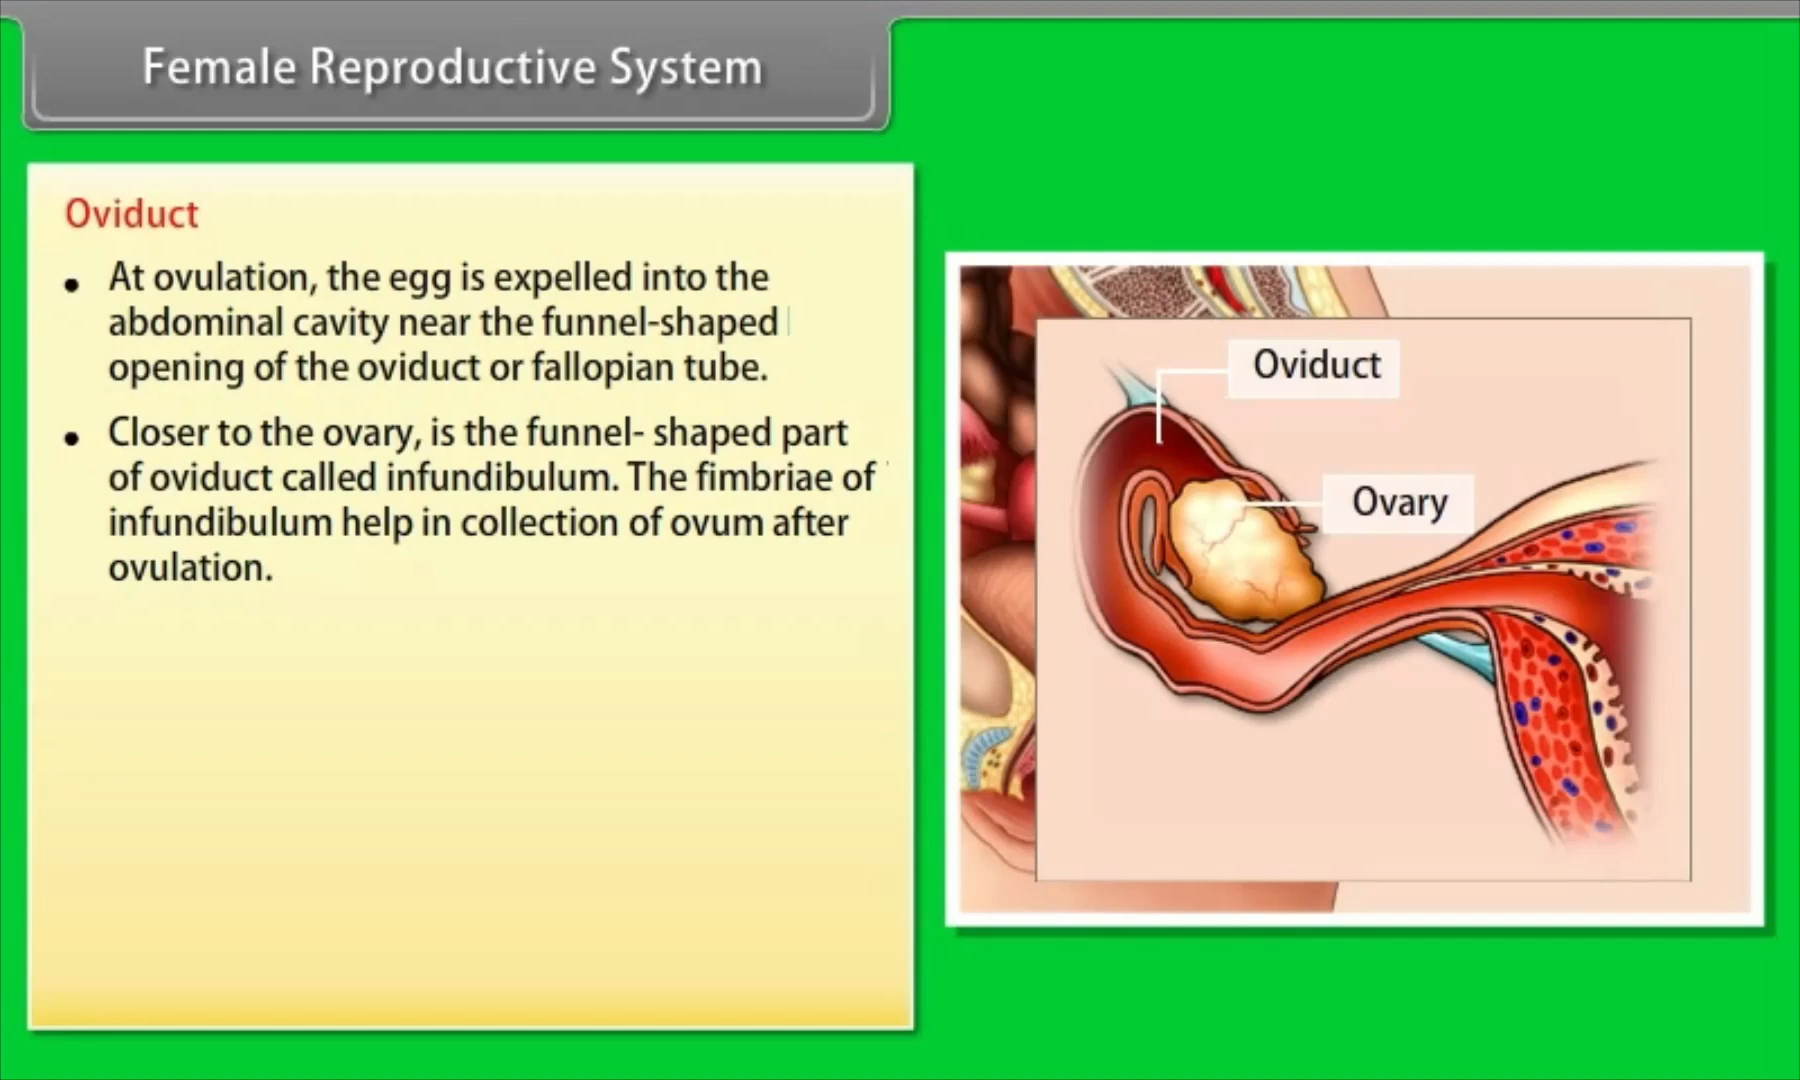 Female Reproductive System
Oviduct
• At ovulation, the egg is expelled into the
abdominal cavity near the funnel-shaped
opening of the oviduct or fallopian tube.
• Closer to the ovary, is the funnel- shaped part
of oviduct called infundibulum. The fimbriae of
infundibulum help in collection of ovum after
ovulation.
Oviduct
Ovary